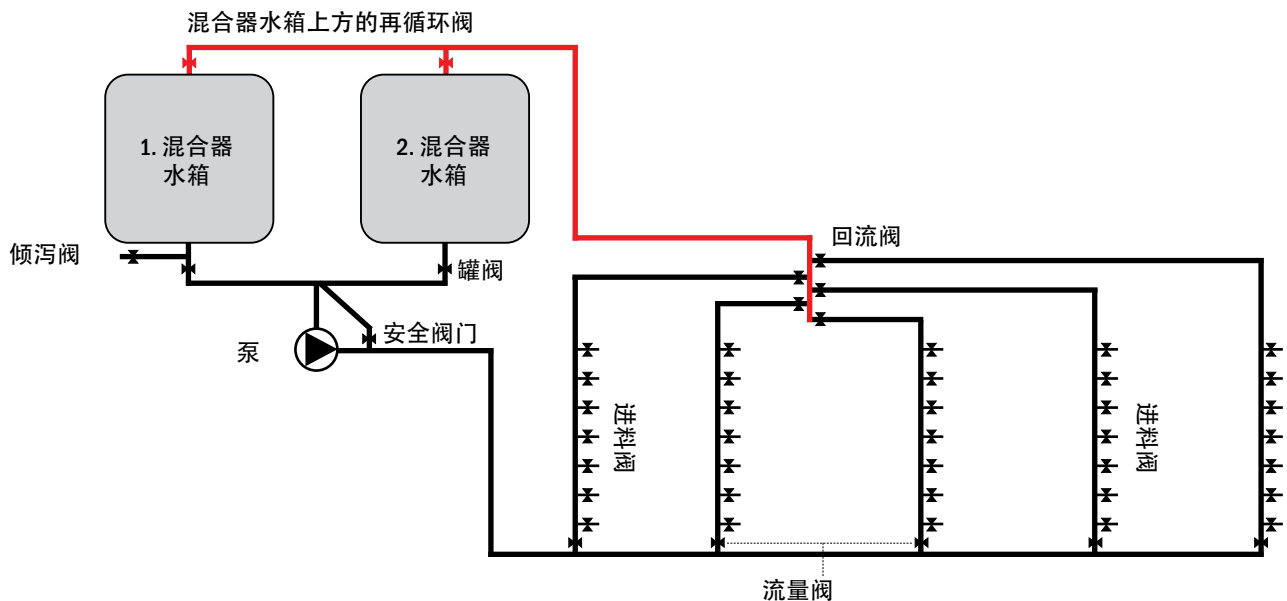 混合器水箱上方的再循环阀
1. 混合器
水箱
2. 混合器
水箱
倾泻阀
罐阀
回流阀
安全阀门
泵
进料阀
进料阀
流量阀